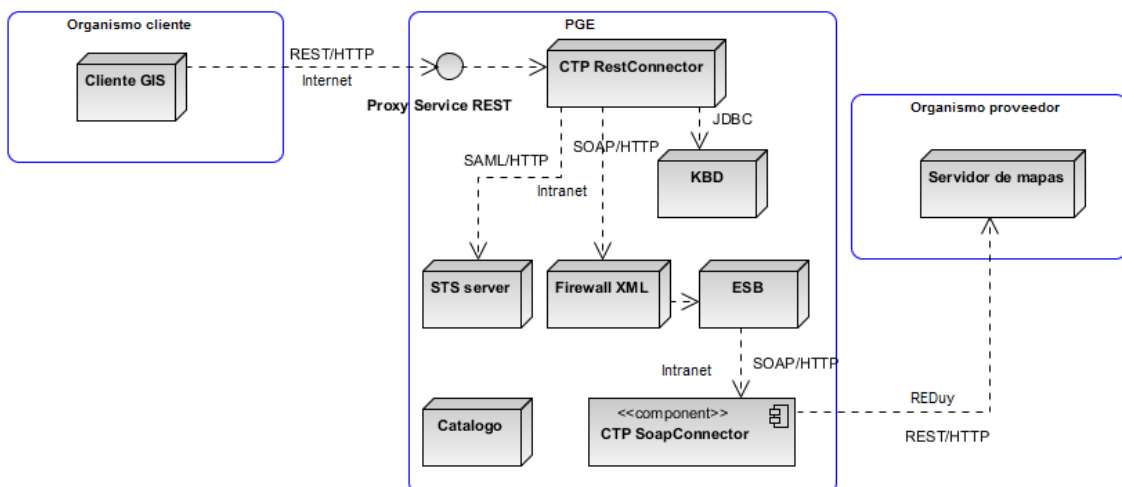 Organismo cliente
PGE
REST/HTTP
Cliente GIS
Internet
CTP RestConnector
Proxy Service REST
Organismo proveedor
JDBC
SOAP/HTTP
SAML/HTTP
KBD
Servidor de mapas
Intranet
STS server
Firewall XML
ESB
SOAP/HTTP
Intranet
REDuy
<<component>>
Catalogo
CTP SoapConnector
REST/HTTP